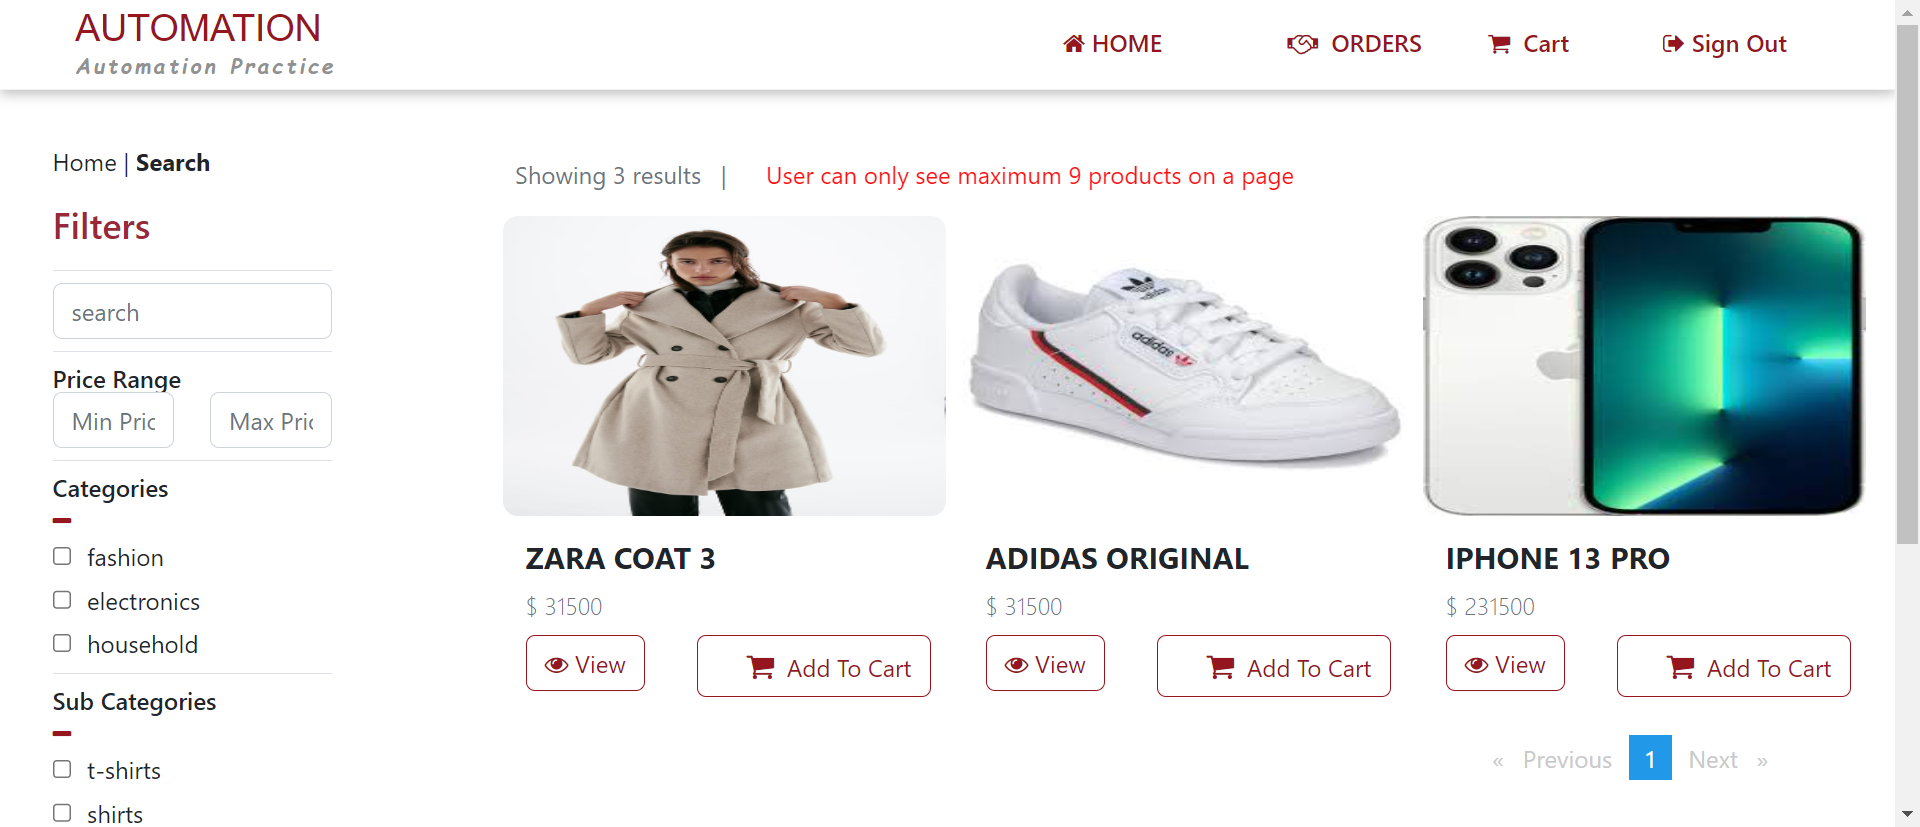 AUTOMATION
Automation Practice
HOME
ORDERS
Cart
Sign Out
Home | Search
Filters
search
Price Range
Min Pric
Max Pric
Categories
fashion
electronics
household
Sub Categories
t-shirts
shirts
Showing 3 results |
User can only see maximum 9 products on a page
adidas
adidas
ZARA COAT 3
$ 31500
View
Add To Cart
ADIDAS ORIGINAL
$ 31500
View
Add To Cart
IPHONE 13 PRO
$ 231500
View
Add To Cart
« Previous 1 Next »